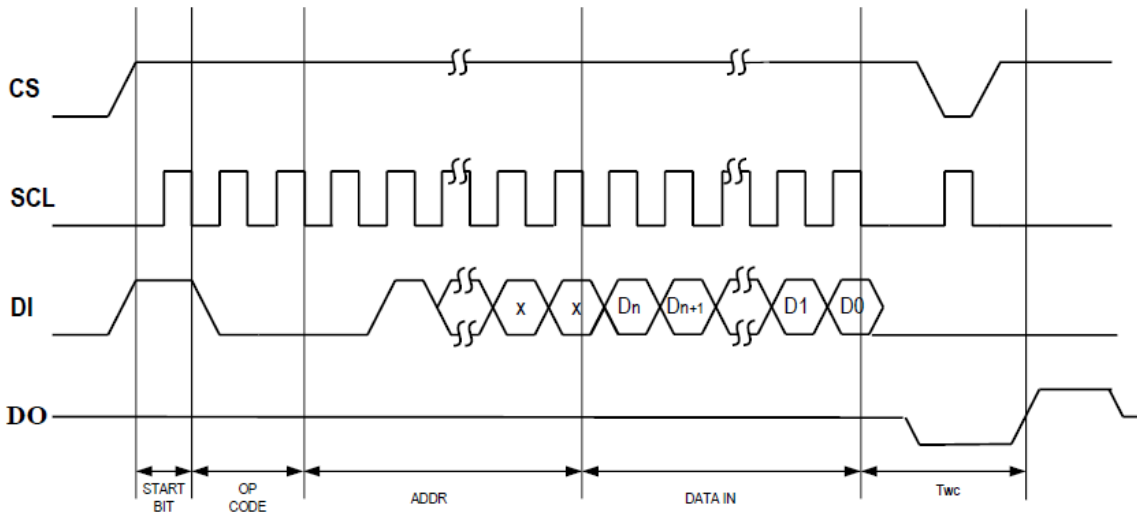 CS
SCL
DI
x x Dn Dn+1 D1 D0
DO
START
BIT
OP
CODE
ADDR
DATA IN
Twc